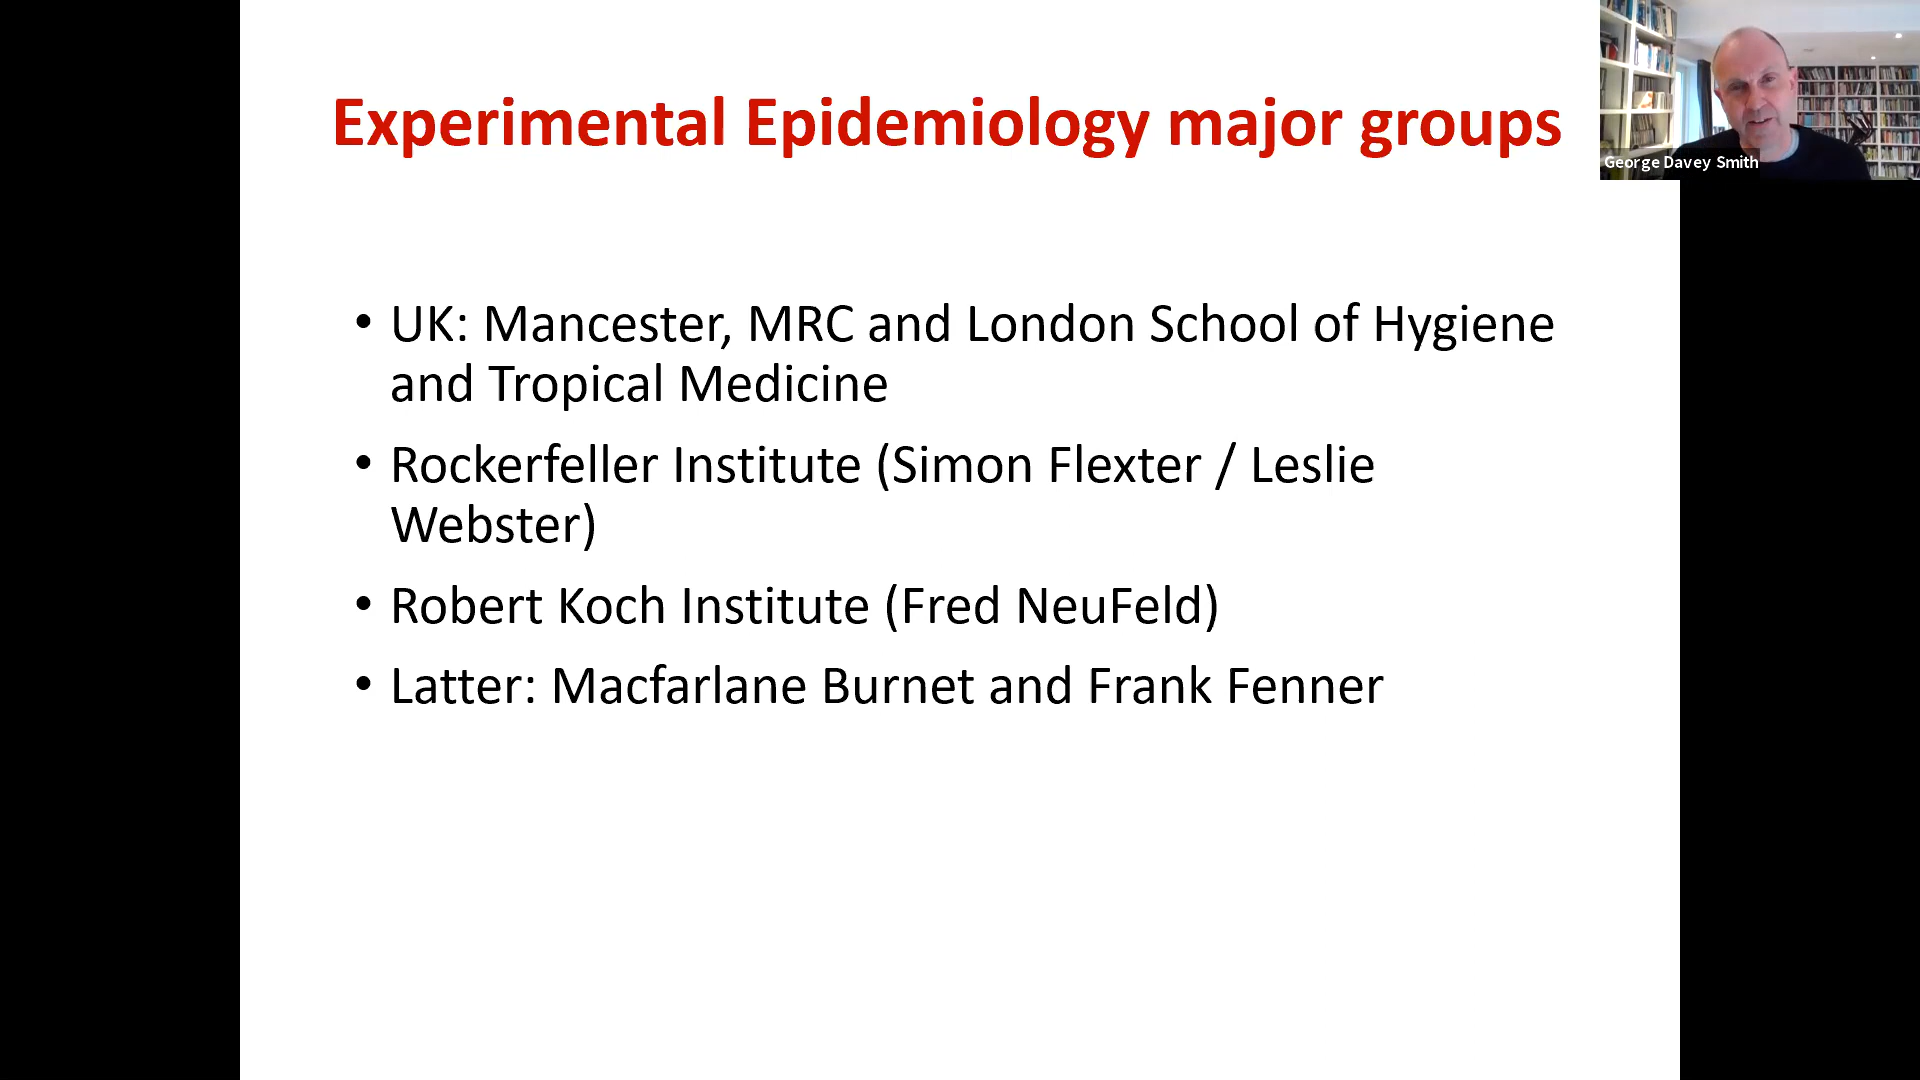 Experimental Epidemiology major groups
George Davey Smith
• UK: Mancester, MRC and London School of Hygiene
and Tropical Medicine
• Rockerfeller Institute (Simon Flexter / Leslie
Webster)
• Robert Koch Institute (Fred NeuFeld)
• Latter: Macfarlane Burnet and Frank Fenner